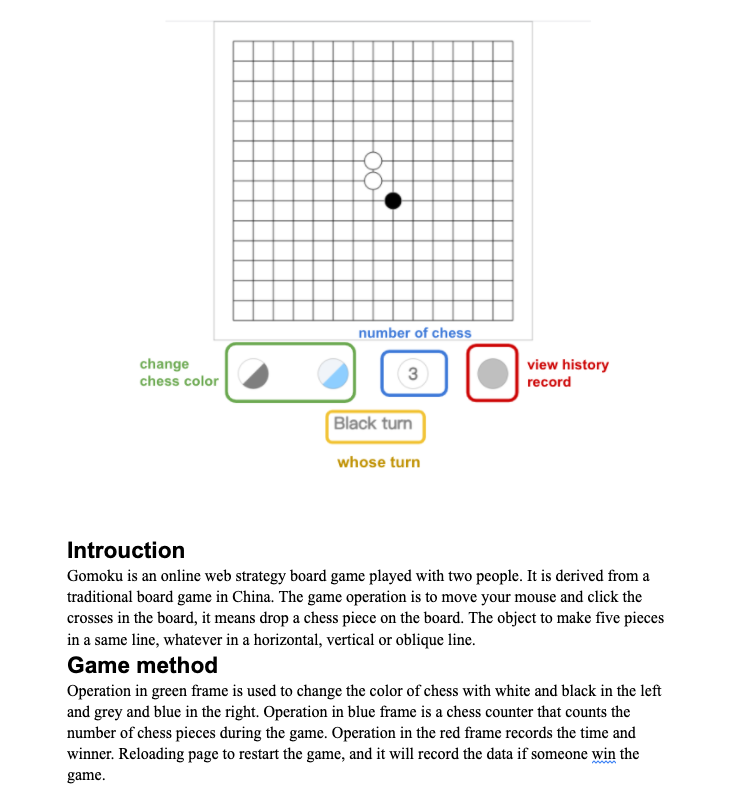 number of chess
change
chess color
3
view history
record
Black turn
whose turn
Introuction
Gomoku is an online web strategy board game played with two people. It is derived from a
traditional board game in China. The game operation is to move your mouse and click the
crosses in the board, it means drop a chess piece on the board. The object to make five pieces
in a same line, whatever in a horizontal, vertical or oblique line.
Game method
Operation in green frame is used to change the color of chess with white and black in the left
and grey and blue in the right. Operation in blue frame is a chess counter that counts the
number of chess pieces during the game. Operation in the red frame records the time and
winner. Reloading page to restart the game, and it will record the data if someone win the
game.